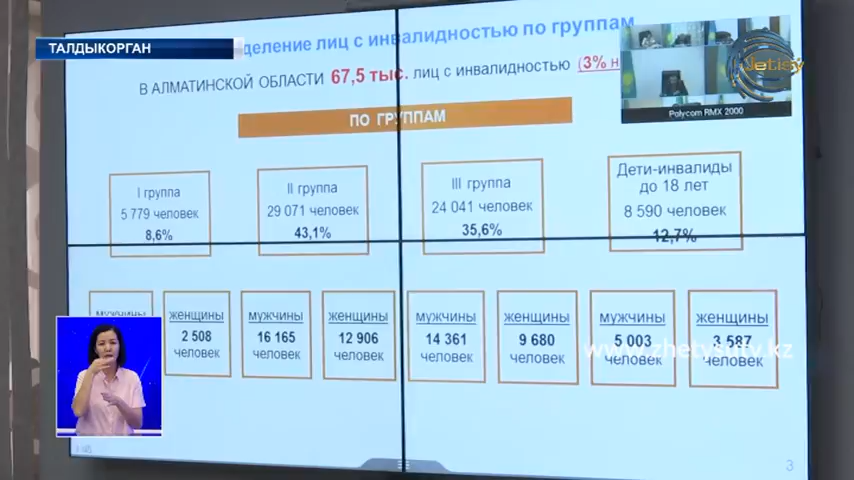 ТАЛДЫКОРГАН
деление лиц с инвалидностью по группам
В АЛМАТИНСКОЙ ОБЛАСТИ 67,5 тыс. лиц с инвалидностью (3%
Jetisy
Polycom RMX 2000
ПО ГРУППАМ
I группа
5 779 человек
8,6%
II группа
29 071 человек
43,1%
III группа
24 041 человек
35,6%
Дети-инвалиды
до 18 лет
8 590 человек
12,7%
мужчины
женщины
2 508
человек
мужчины
16 165
человек
женщины
12 906
человек
мужчины
14 361
человек
женщины
9 680
человек
мужчины
5 003
человек
женщины
3 587
человек
www.zhetysutv.kz
3